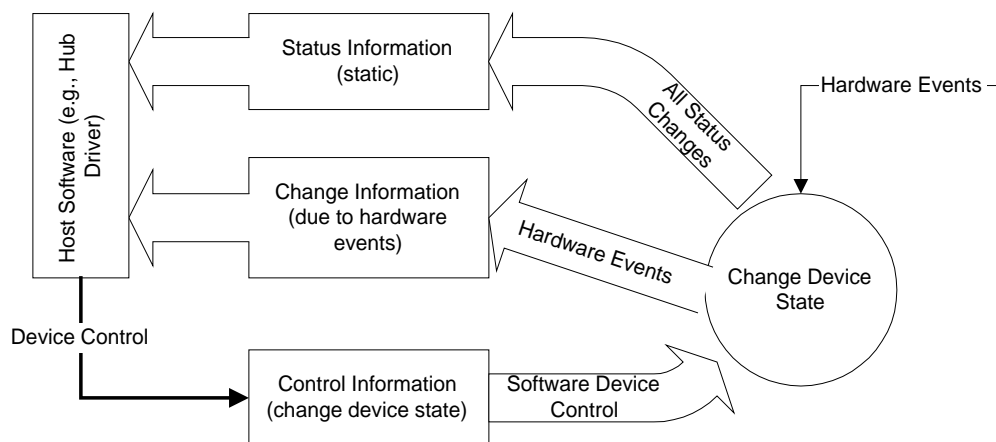 Host Software (e.g., Hub
Driver)
Status Information
(static)
All Status
Changes
Hardware Events
Change Information
(due to hardware
events)
Hardware Events
Change Device
State
Device Control
Control Information
(change device state)
Software Device
Control